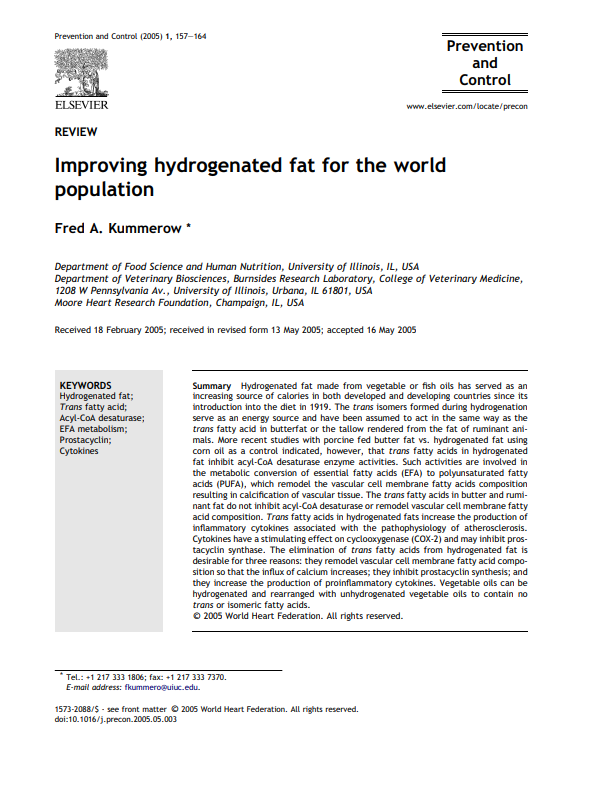 Prevention and Control (2005) 1, 157–164
ELSEVIER
Prevention
and
Control
www.elsevier.com/locate/precon
REVIEW
Improving hydrogenated fat for the world
population
Fred A. Kummerow *
Department of Food Science and Human Nutrition, University of Illinois, IL, USA
Department of Veterinary Biosciences, Burnsides Research Laboratory, College of Veterinary Medicine,
1208 W Pennsylvania Av., University of Illinois, Urbana, IL 61801, USA
Moore Heart Research Foundation, Champaign, IL, USA
Received 18 February 2005; received in revised form 13 May 2005; accepted 16 May 2005
KEYWORDS
Hydrogenated fat;
Trans fatty acid;
Acyl-CoA desaturase;
EFA metabolism;
Prostacyclin;
Cytokines
Summary Hydrogenated fat made from vegetable or fish oils has served as an
increasing source of calories in both developed and developing countries since its
introduction into the diet in 1919. The trans isomers formed during hydrogenation
serve as an energy source and have been assumed to act in the same way as the
trans fatty acid in butterfat or the tallow rendered from the fat of ruminant ani-
mals. More recent studies with porcine fed butter fat vs. hydrogenated fat using
corn oil as a control indicated, however, that trans fatty acids in hydrogenated
fat inhibit acyl-CoA desaturase enzyme activities. Such activities are involved in
the metabolic conversion of essential fatty acids (EFA) to polyunsaturated fatty
acids (PUFA), which remodel the vascular cell membrane fatty acids composition
resulting in calcification of vascular tissue. The trans fatty acids in butter and rumi-
nant fat do not inhibit acyl-CoA desaturase or remodel vascular cell membrane fatty
acid composition. Trans fatty acids in hydrogenated fats increase the production of
inflammatory cytokines associated with the pathophysiology of atherosclerosis.
Cytokines have a stimulating effect on cyclooxygenase (COX-2) and may inhibit pros-
tacyclin synthase. The elimination of trans fatty acids from hydrogenated fat is
desirable for three reasons: they remodel vascular cell membrane fatty acid compo-
sition so that the influx of calcium increases; they inhibit prostacyclin synthesis; and
they increase the production of proinflammatory cytokines. Vegetable oils can be
hydrogenated and rearranged with unhydrogenated vegetable oils to contain no
trans or isomeric fatty acids.
© 2005 World Heart Federation. All rights reserved.
* Tel.: +1 217 333 1806; fax: +1 217 333 7370.
E-mail address: fkummero@uiuc.edu.
1573-2088/$ - see front matter © 2005 World Heart Federation. All rights reserved.
doi:10.1016/j.precon.2005.05.003